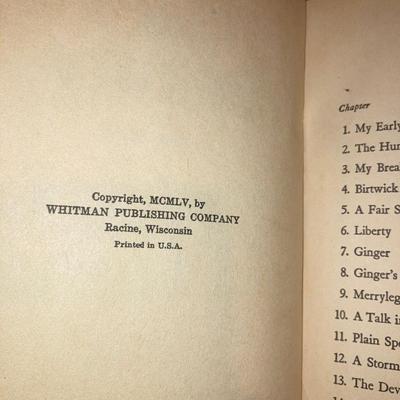 Copyright, MCMLV, by
WHITMAN PUBLISHING COMPANY
Racine, Wisconsin
Printed in U.S.A.
Chapter
1. My Early
2. The Hun
3. My Brea
4. Birtwick
5. A Fair S
6. Liberty
7. Ginger
8. Ginger's
9. Merryleg
10. A Talk i
11. Plain Spe
12. A Storm
13. The Dev